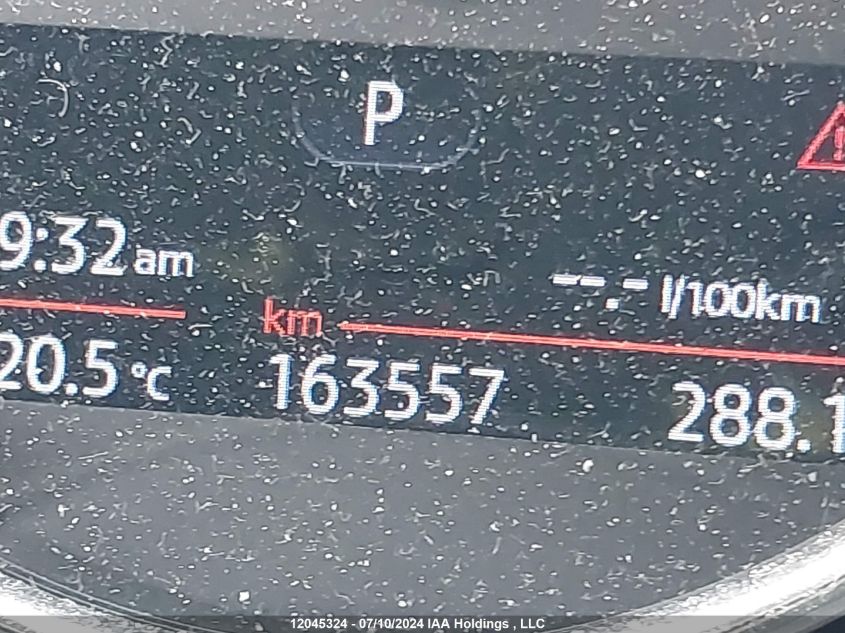 P
9:32 am
--.- l/100km
km
20.5 °C 163557 288.1
12045324 - 07/10/2024 IAA Holdings , LLC